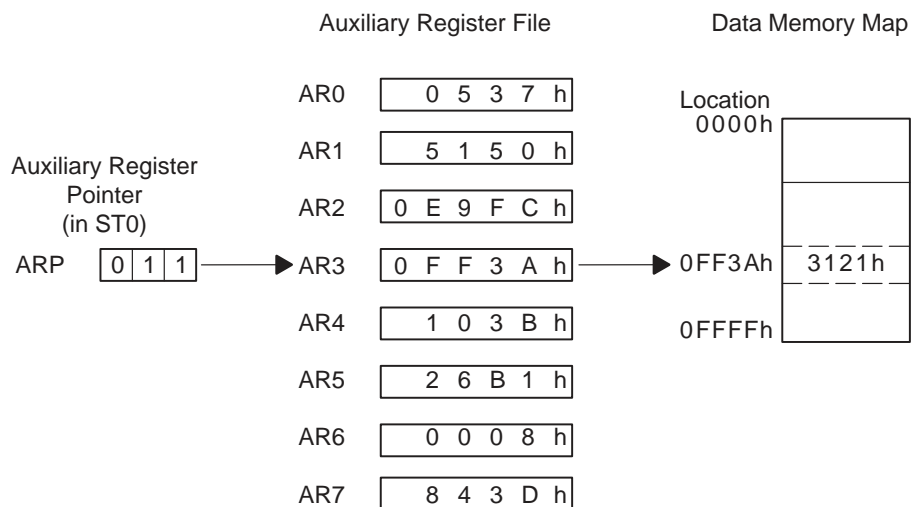 Auxiliary Register File
Data Memory Map
AR0 0 5 3 7 h
AR1 5 1 5 0 h
AR2 0 E 9 F C h
AR3 0 F F 3 A h
AR4 1 0 3 B h
AR5 2 6 B 1 h
AR6 0 0 0 8 h
AR7 8 4 3 D h
Auxiliary Register
Pointer
(in ST0)
ARP 0 1 1
Location
0000h
0FF3Ah 3121h
0FFFFh